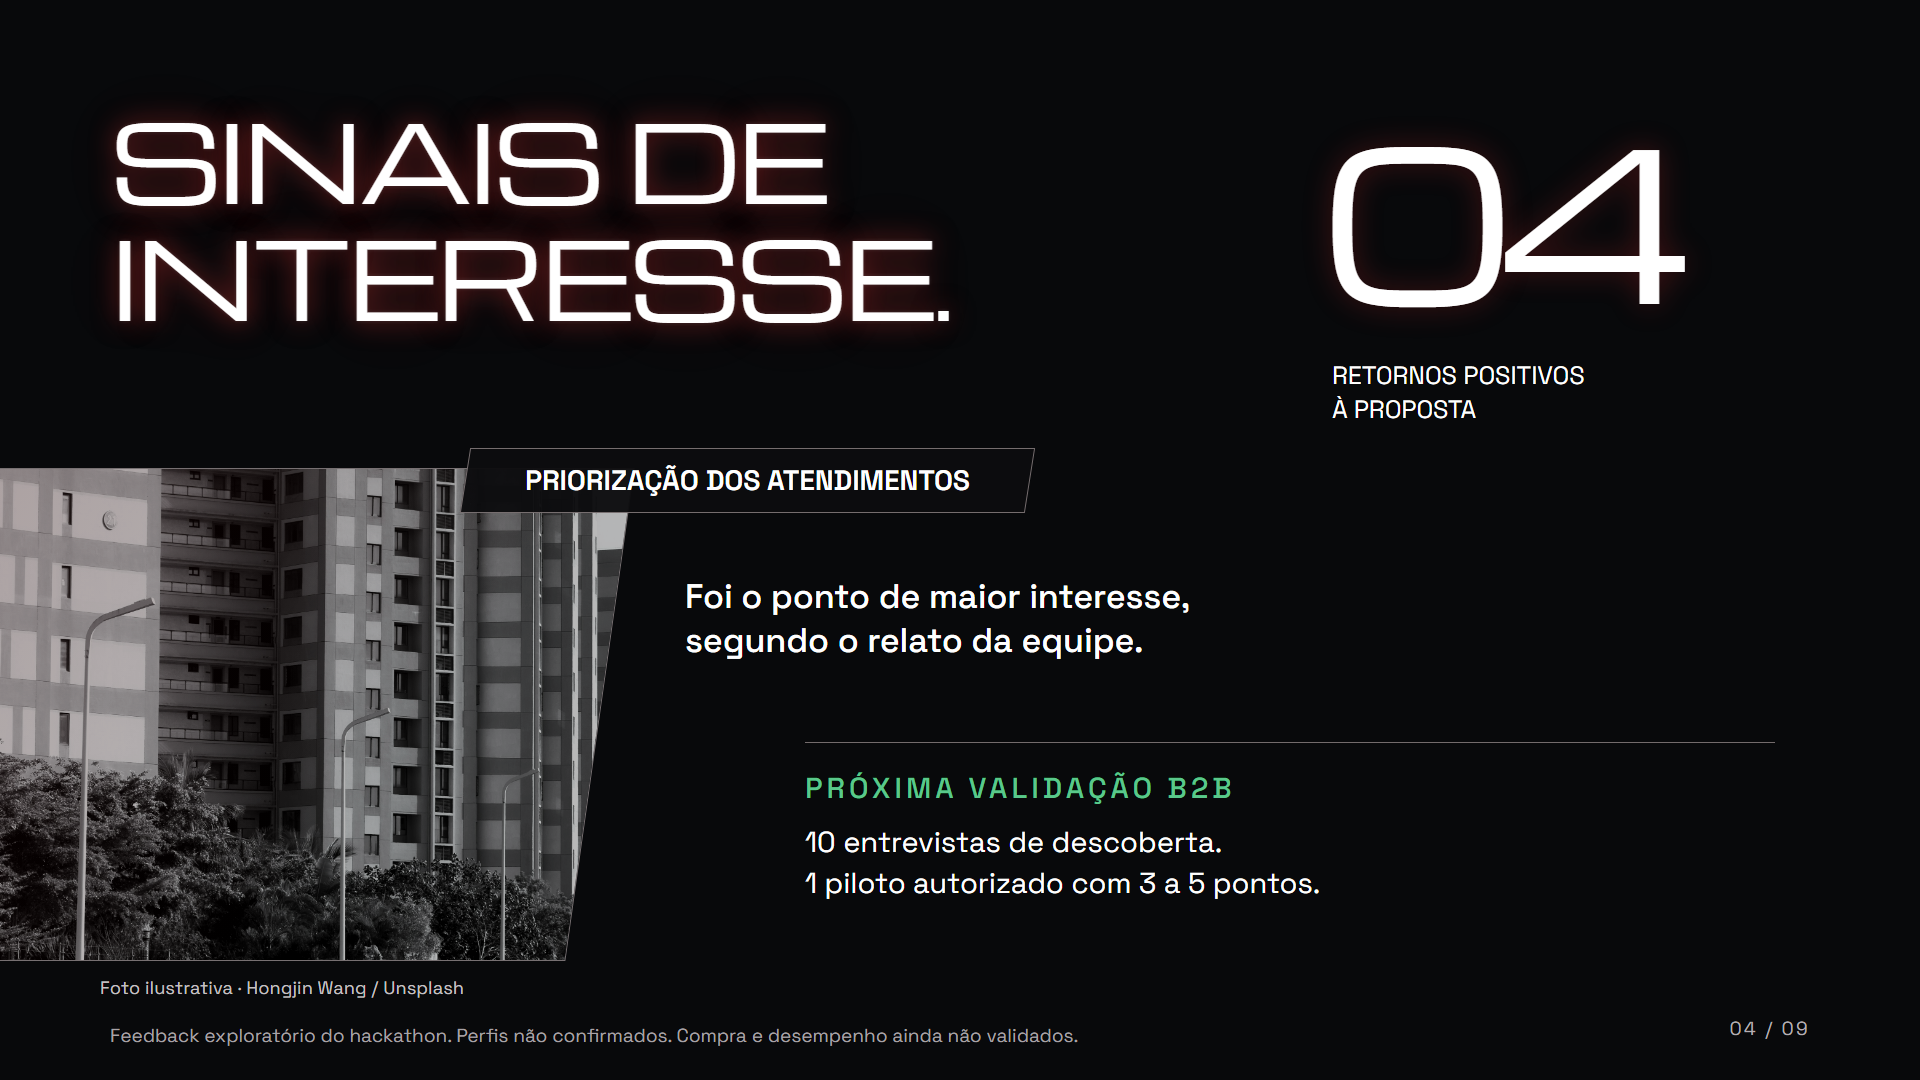 SINAIS DE
INTERESSE.
04
RETORNOS POSITIVOS
À PROPOSTA
PRIORIZAÇÃO DOS ATENDIMENTOS
Foi o ponto de maior interesse,
segundo o relato da equipe.
PRÓXIMA VALIDAÇÃO B2B
10 entrevistas de descoberta.
1 piloto autorizado com 3 a 5 pontos.
Foto ilustrativa · Hongjin Wang / Unsplash
Feedback exploratório do hackathon. Perfis não confirmados. Compra e desempenho ainda não validados.
04 / 09